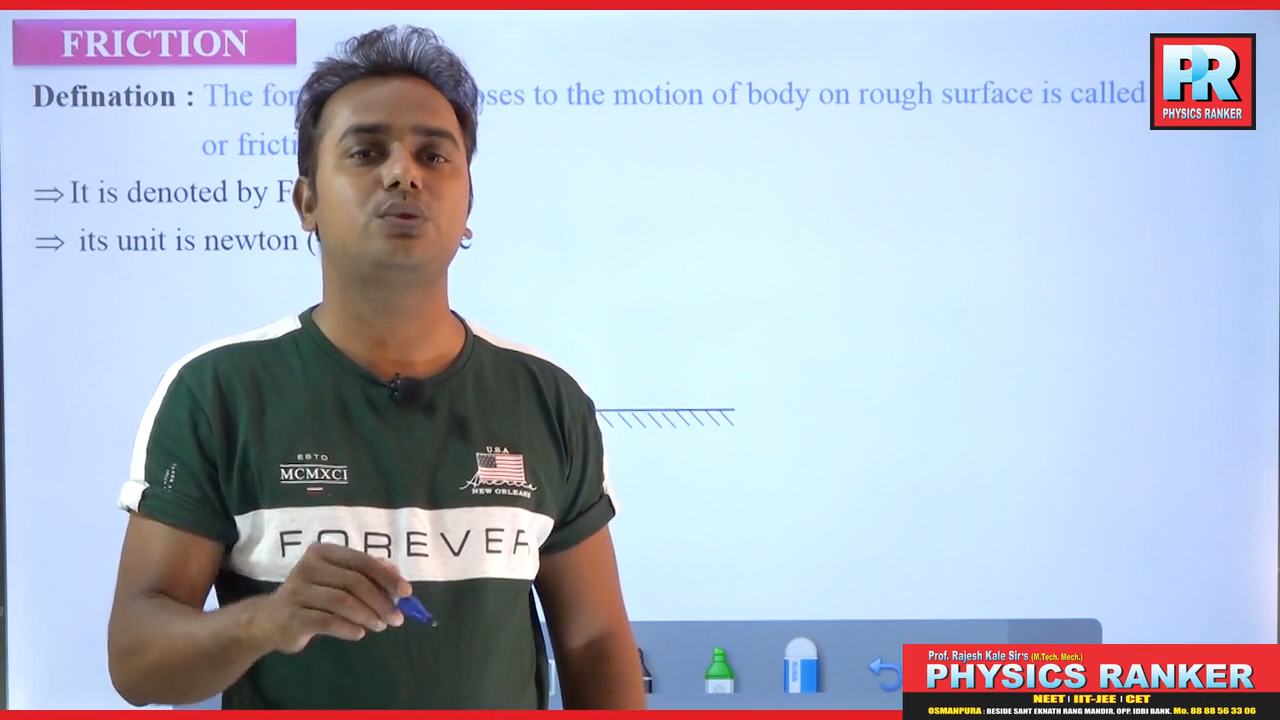 FRICTION
Defination : The for oses to the motion of body on rough surface is called
or fricti
⇒ It is denoted by F
⇒ its unit is newton (
PR
PHYSICS RANKER
ESTD
MCMXCI
U.S.A
America
NEW ORLEANS
FOREVER
Prof. Rajesh Kale Sir's (M.Tech. Mech.)
PHYSICS RANKER
NEET | IIT-JEE | CET
OSMANPURA : BESIDE SANT EKNATH RANG MANDIR, OPP. IDBI BANK. Mo. 88 88 56 33 06